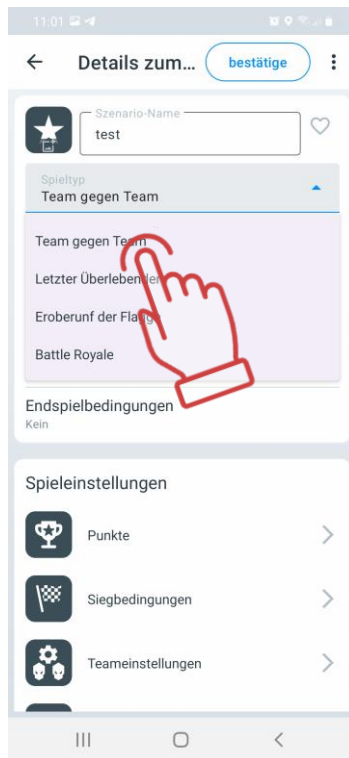 11:01
Details zum...
bestätige
Szenario-Name
test
Spieltyp
Team gegen Team
Team gegen Team
Letzter Überlebender
Eroberunf der Flagge
Battle Royale
Endspielbedingungen
Kein
Spieleinstellungen
Punkte
Siegbedingungen
Teameinstellungen